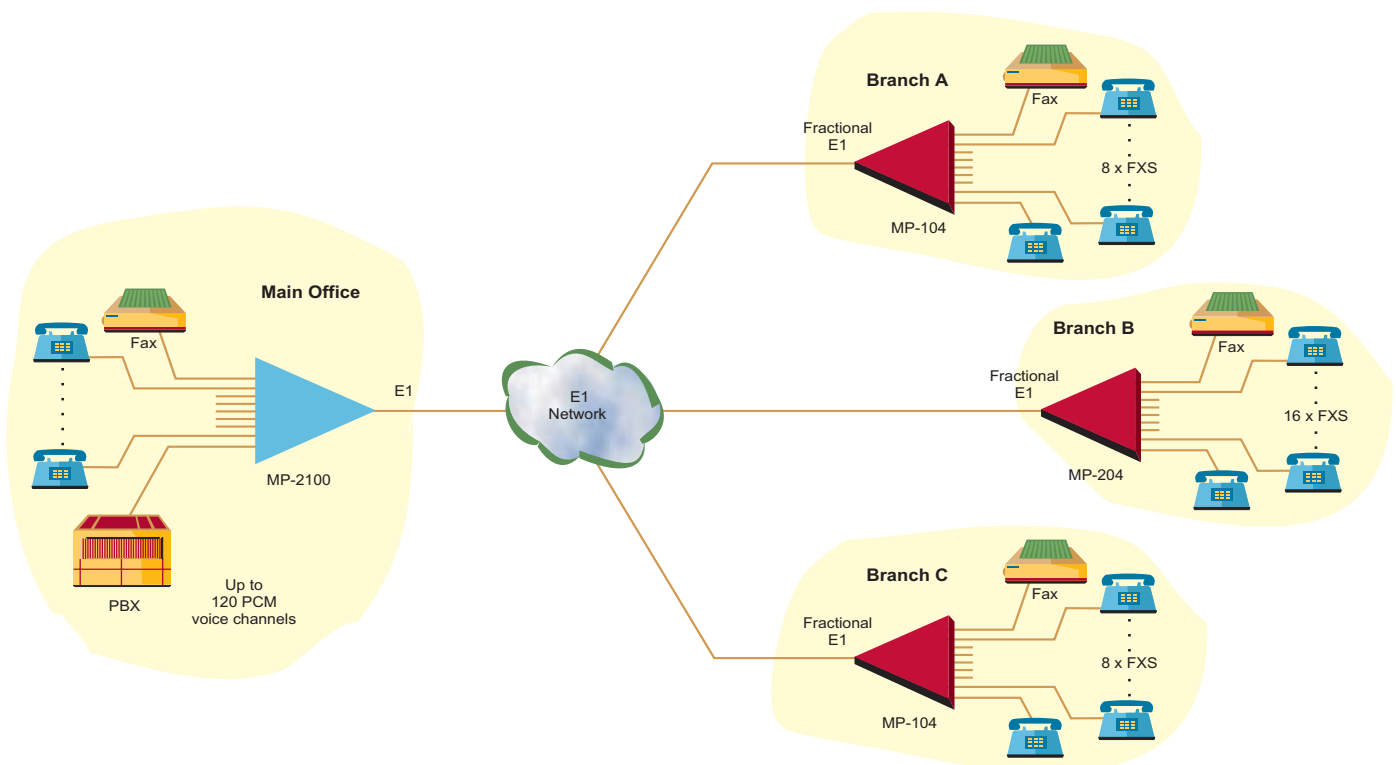 Main Office
Fax
E1
MP-2100
PBX
Up to
120 PCM
voice channels
E1
Network
Branch A
Fax
Fractional
E1
8 x FXS
MP-104
Branch B
Fax
Fractional
E1
16 x FXS
MP-204
Branch C
Fax
Fractional
E1
8 x FXS
MP-104